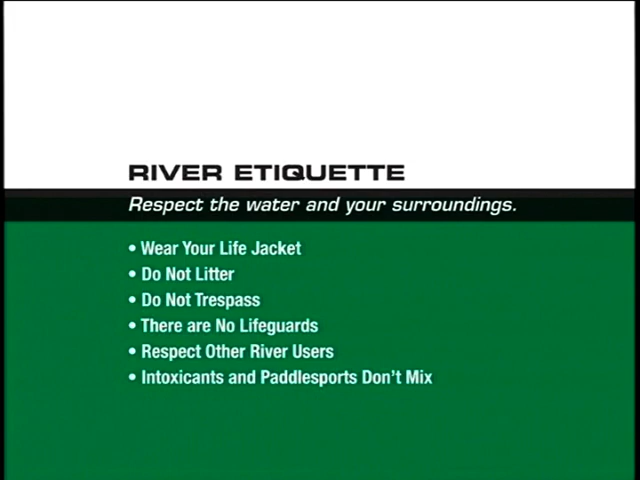 RIVER ETIQUETTE
Respect the water and your surroundings.
• Wear Your Life Jacket
• Do Not Litter
• Do Not Trespass
• There are No Lifeguards
• Respect Other River Users
• Intoxicants and Paddlesports Don't Mix